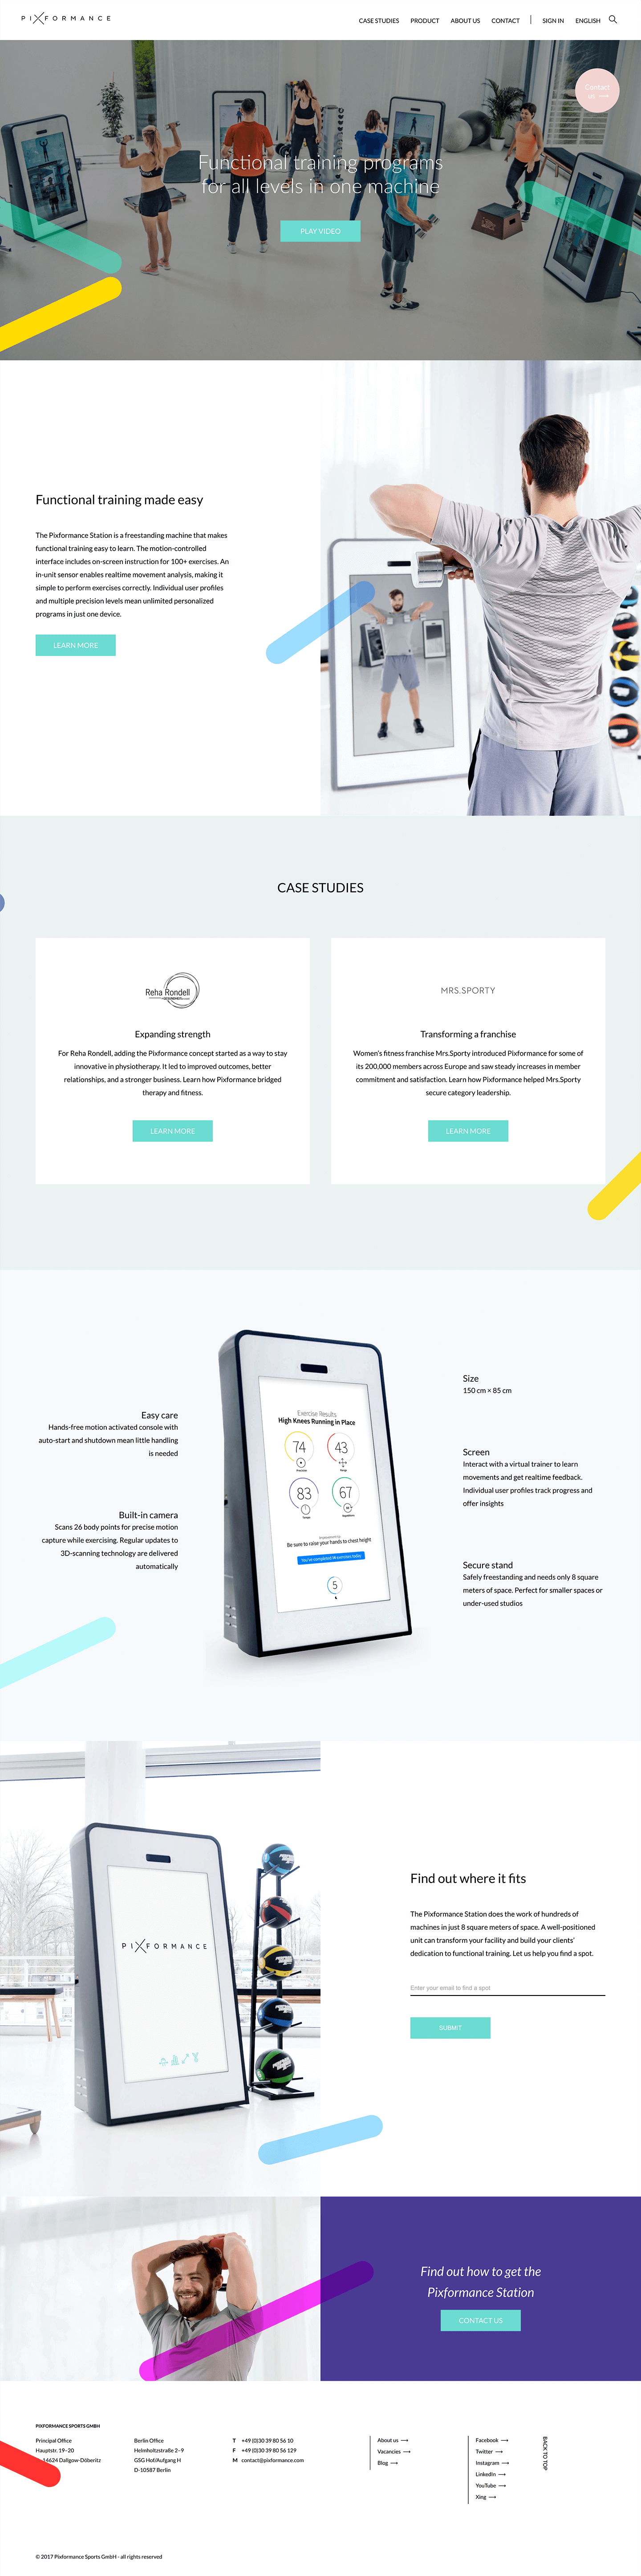 PIXFORMANCE
CASE STUDIES PRODUCT ABOUT US CONTACT SIGN IN ENGLISH
Contact
us
Functional training programs
for all levels in one machine
PLAY VIDEO
Functional training made easy
The Pixformance Station is a freestanding machine that makes
functional training easy to learn. The motion-controlled
interface includes on-screen instruction for 100+ exercises. An
in-unit sensor enables realtime movement analysis, making it
simple to perform exercises correctly. Individual user profiles
and multiple precision levels mean unlimited personalized
programs in just one device.
LEARN MORE
CASE STUDIES
Reha Rondell
Expanding strength
For Reha Rondell, adding the Pixformance concept started as a way to stay
innovative in physiotherapy. It led to improved outcomes, better
relationships, and a stronger business. Learn how Pixformance bridged
therapy and fitness.
LEARN MORE
MRS.SPORTY
Transforming a franchise
Women's fitness franchise Mrs.Sporty introduced Pixformance for some of
its 200,000 members across Europe and saw steady increases in member
commitment and satisfaction. Learn how Pixformance helped Mrs.Sporty
secure category leadership.
LEARN MORE
Easy care
Hands-free motion activated console with
auto-start and shutdown mean little handling
is needed
Built-in camera
Scans 26 body points for precise motion
capture while exercising. Regular updates to
3D-scanning technology are delivered
automatically
Exercise Results
High Knees Running in Place
74 43
83 67
Be sure to raise your hands to chest height
5
Size
150 cm × 85 cm
Screen
Interact with a virtual trainer to learn
movements and get realtime feedback.
Individual user profiles track progress and
offer insights
Secure stand
Safely freestanding and needs only 8 square
meters of space. Perfect for smaller spaces or
under-used studios
PIXFORMANCE
Find out where it fits
The Pixformance Station does the work of hundreds of
machines in just 8 square meters of space. A well-positioned
unit can transform your facility and build your clients'
dedication to functional training. Let us help you find a spot.
Enter your email to find a spot
SUBMIT
Find out how to get the
Pixformance Station
CONTACT US
PIXFORMANCE SPORTS GMBH
Principal Office
Hauptstr. 19–20
14624 Dallgow-Döberitz
Berlin Office
Helmholtzstraße 2–9
GSG Hof/Aufgang H
D-10587 Berlin
T +49 (0)30 39 80 56 10
F +49 (0)30 39 80 56 129
M contact@pixformance.com
About us
Vacancies
Blog
Facebook
Twitter
Instagram
LinkedIn
YouTube
Xing
BACK TO TOP
© 2017 Pixformance Sports GmbH - all rights reserved